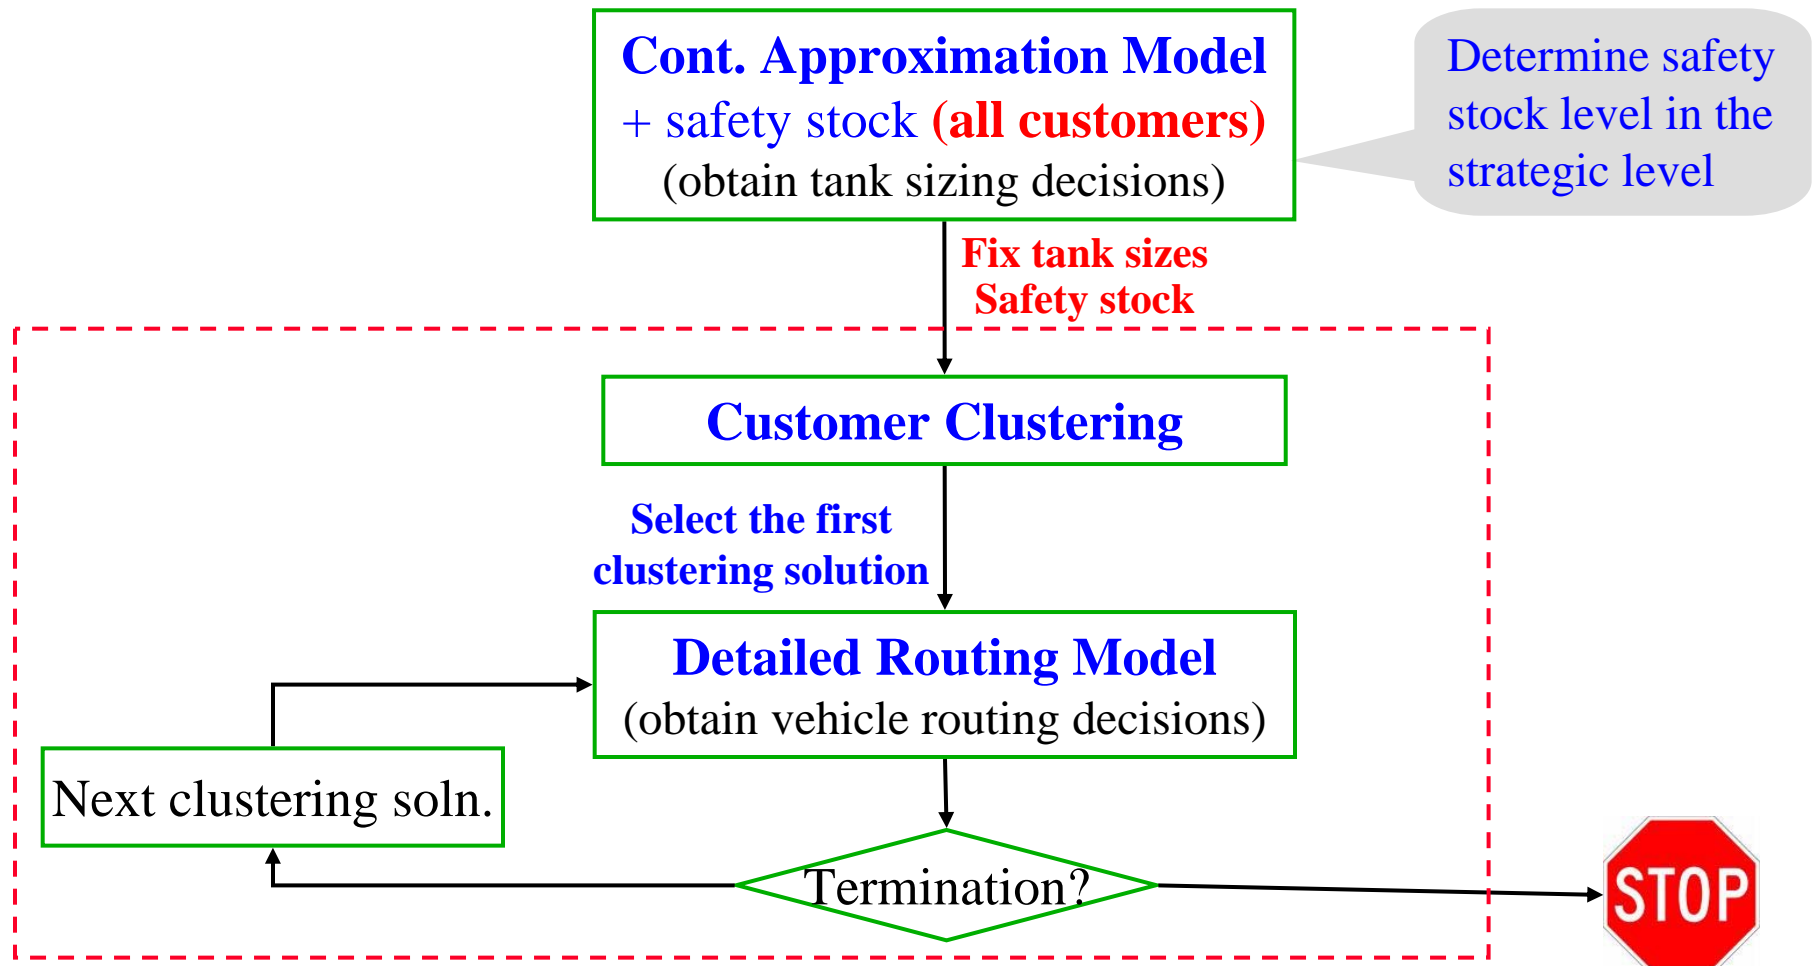 Cont. Approximation Model
+ safety stock (all customers)
(obtain tank sizing decisions)
Determine safety
stock level in the
strategic level
Fix tank sizes
Safety stock
Customer Clustering
Select the first
clustering solution
Detailed Routing Model
(obtain vehicle routing decisions)
Next clustering soln.
Termination?
STOP